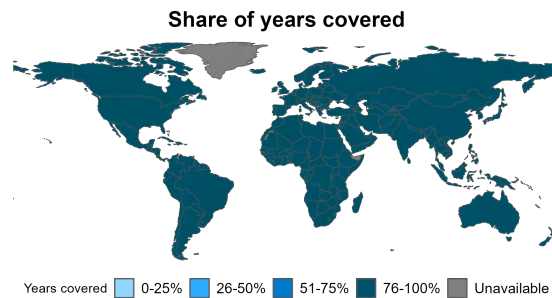 Share of years covered
Years covered 0-25% 26-50% 51-75% 76-100% Unavailable